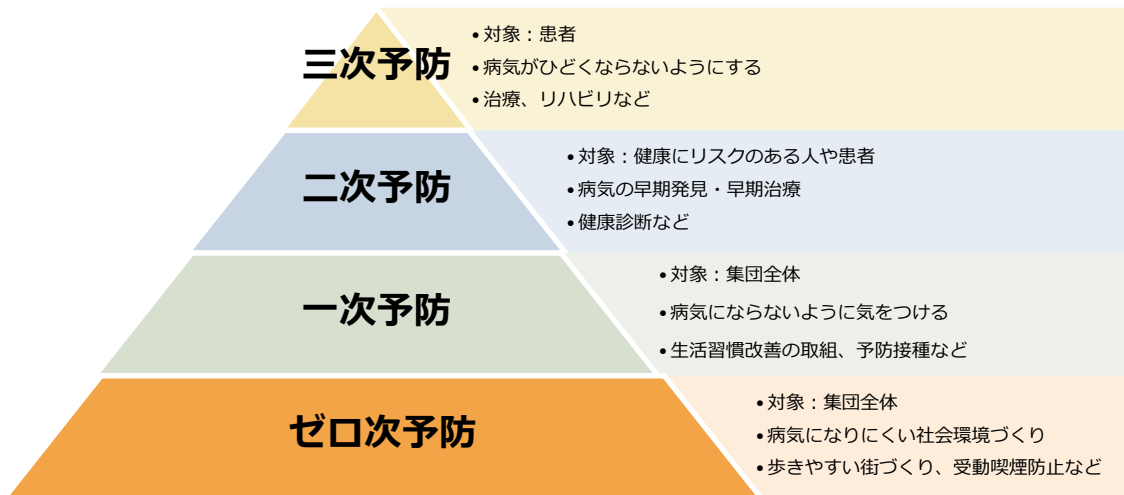 三次予防
•対象：患者
•病気がひどくならないようにする
•治療、リハビリなど
二次予防
•対象：健康にリスクのある人や患者
•病気の早期発見・早期治療
•健康診断など
一次予防
•対象：集団全体
•病気にならないように気をつける
•生活習慣改善の取組、予防接種など
ゼロ次予防
•対象：集団全体
•病気になりにくい社会環境づくり
•歩きやすい街づくり、受動喫煙防止など